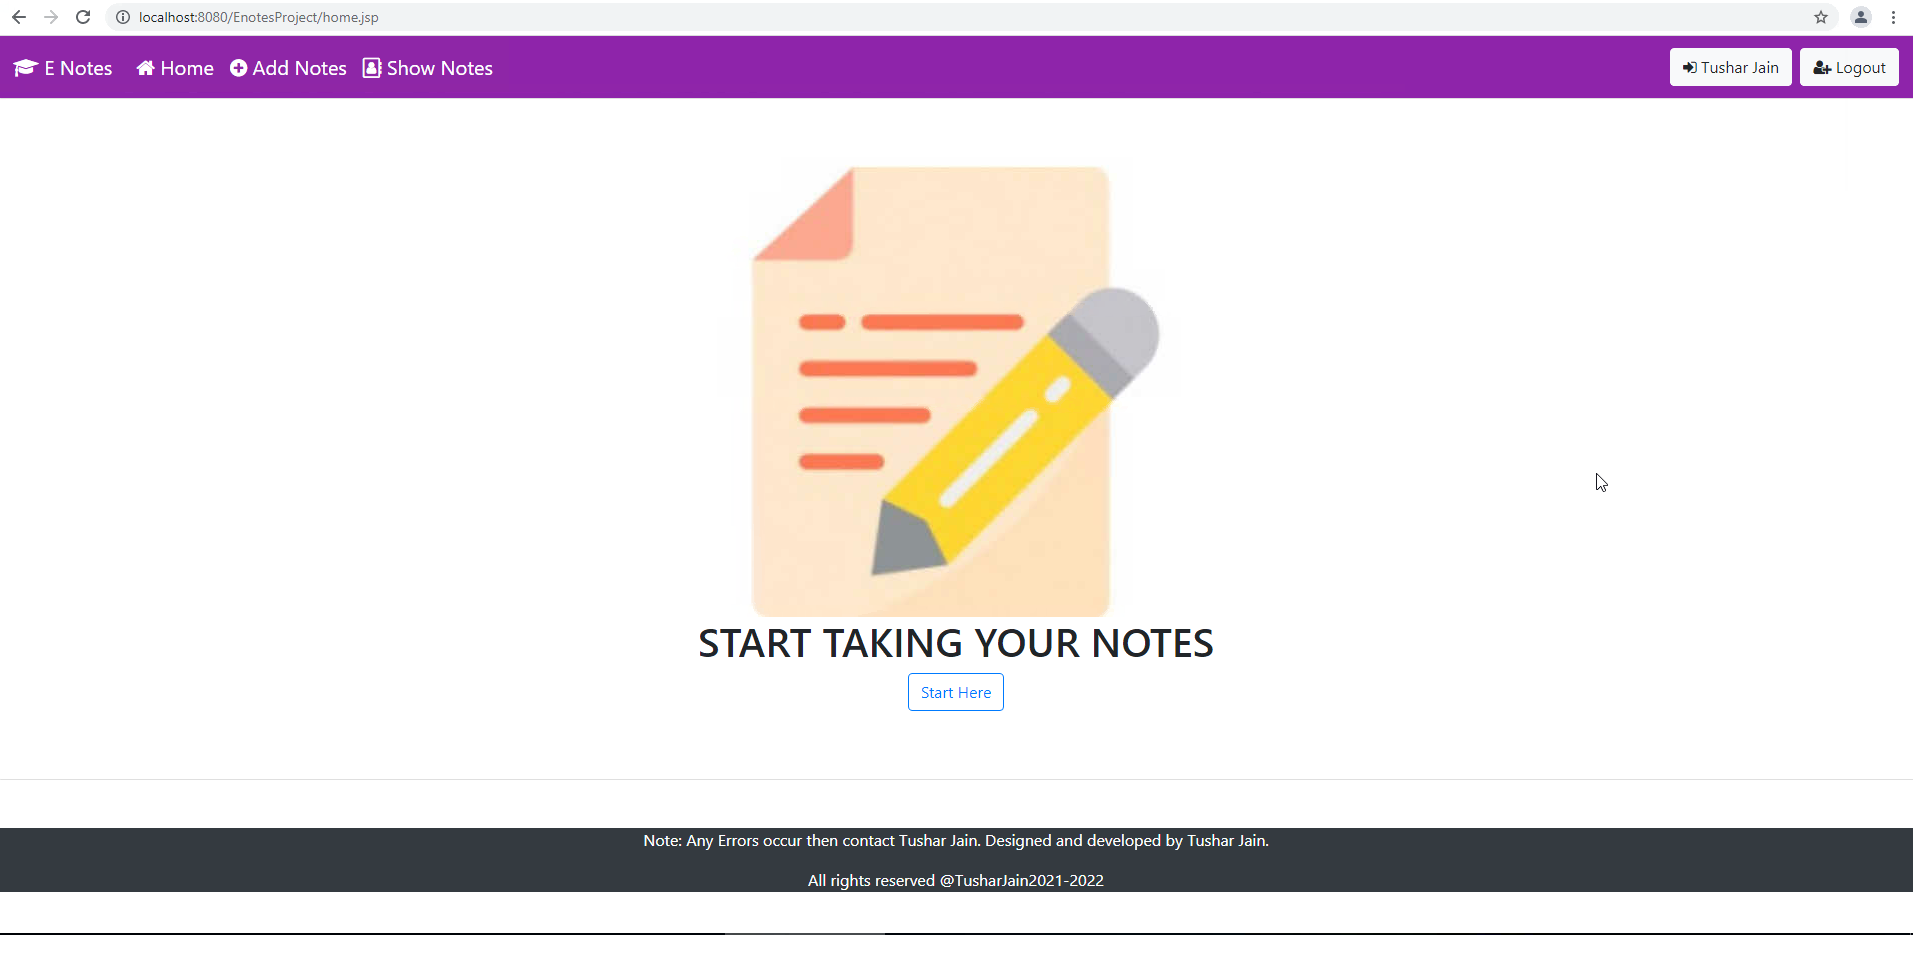 localhost:8080/EnotesProject/home.jsp
E Notes Home Add Notes Show Notes Tushar Jain Logout
START TAKING YOUR NOTES
Start Here
Note: Any Errors occur then contact Tushar Jain. Designed and developed by Tushar Jain.
All rights reserved @TusharJain2021-2022